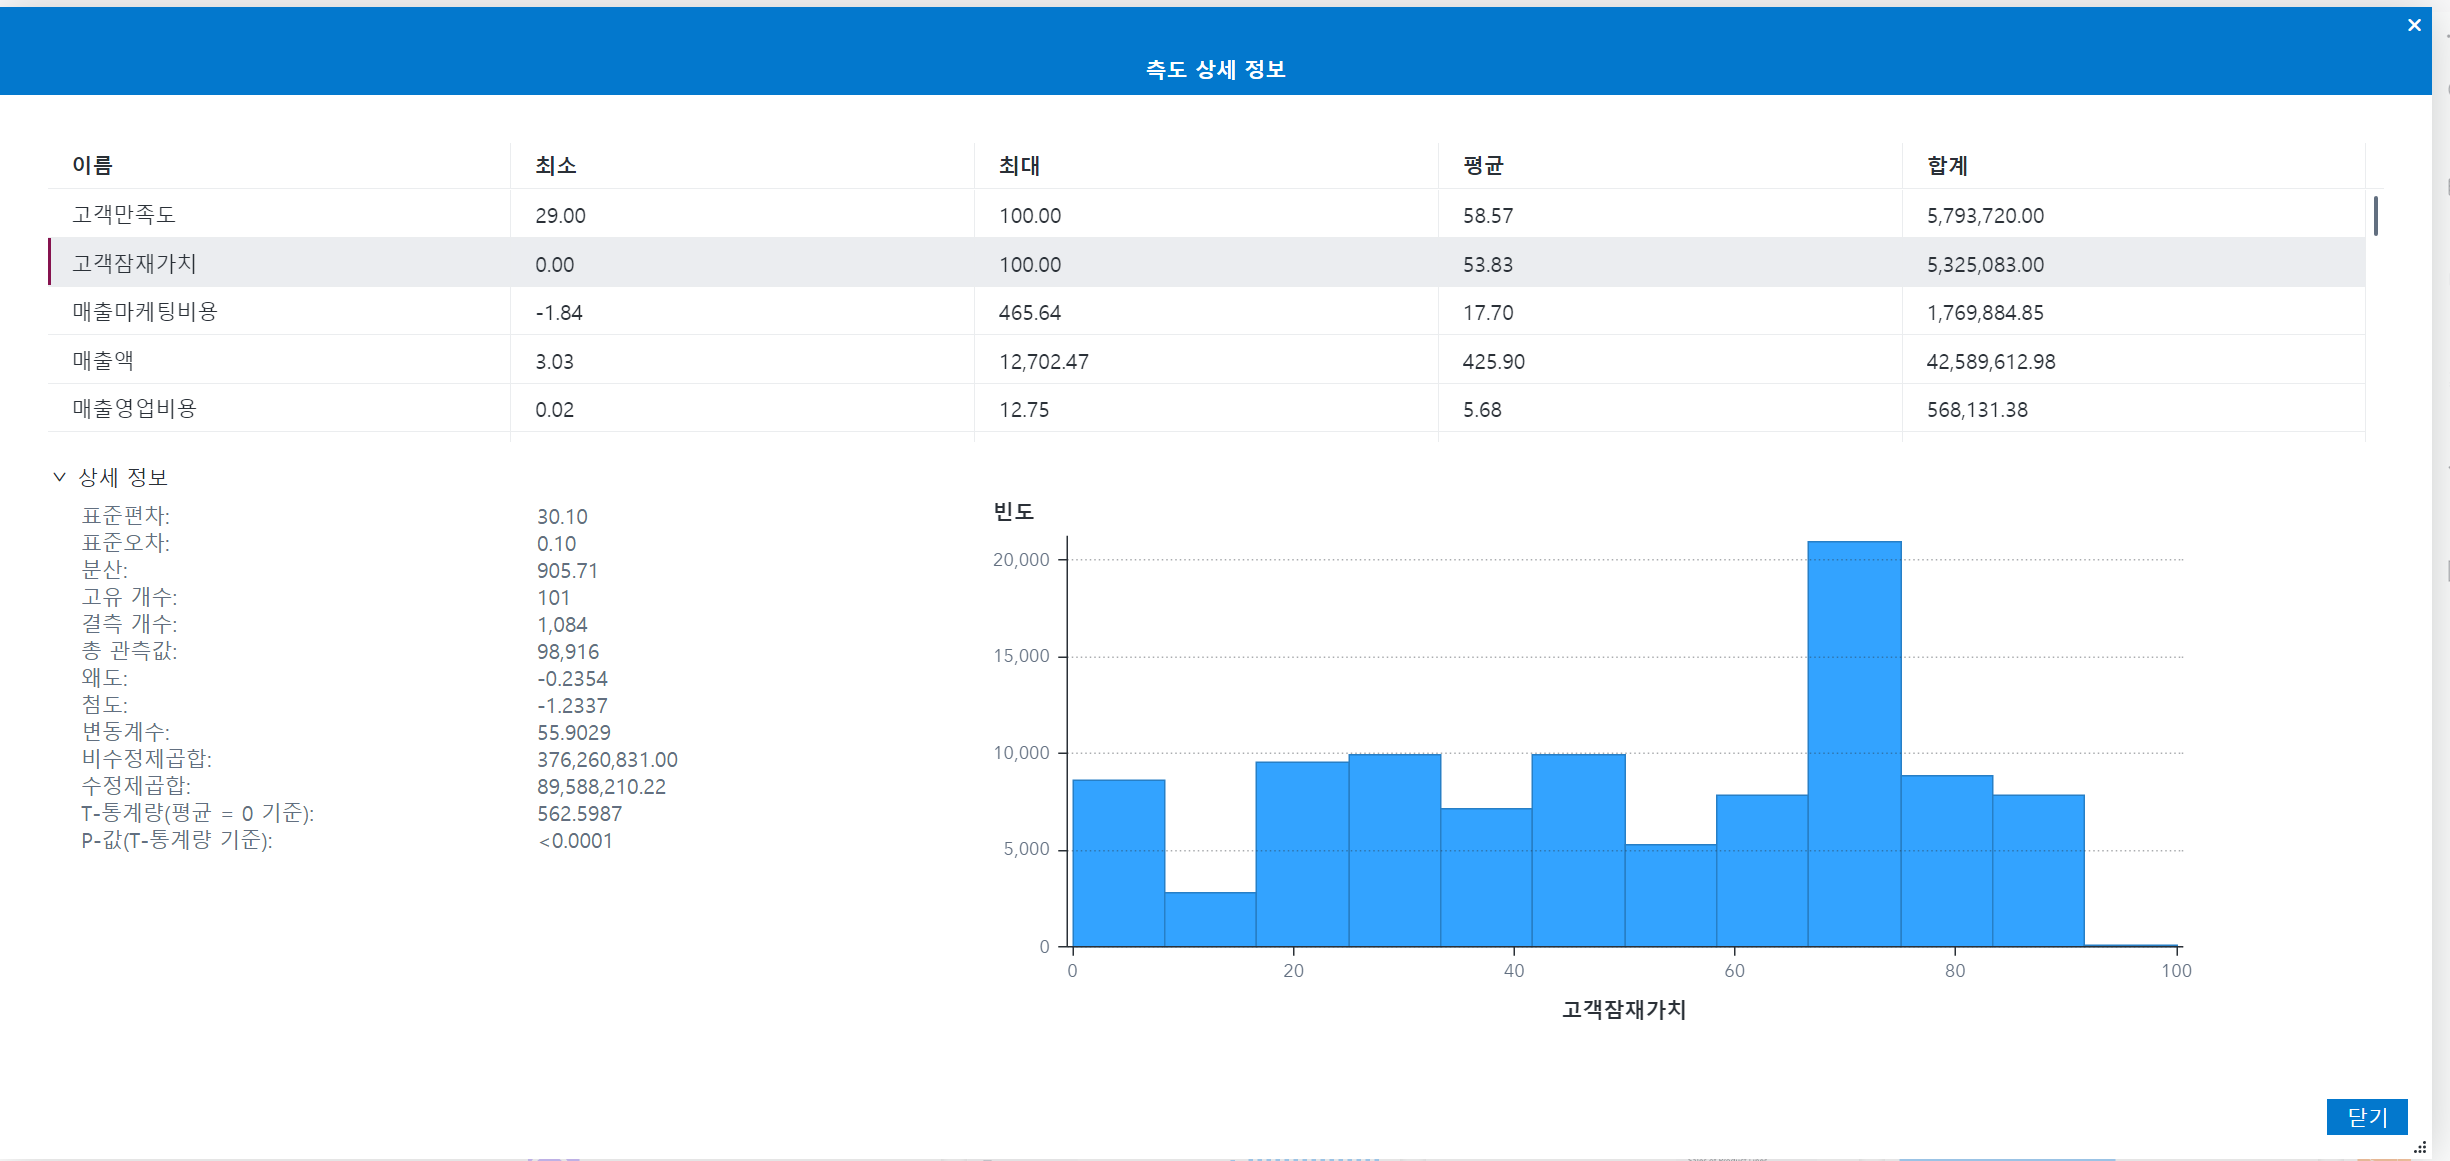 측도 상세 정보
이름 최소 최대 평균 합계
고객만족도 29.00 100.00 58.57 5,793,720.00
고객잠재가치 0.00 100.00 53.83 5,325,083.00
매출마케팅비용 -1.84 465.64 17.70 1,769,884.85
매출액 3.03 12,702.47 425.90 42,589,612.98
매출영업비용 0.02 12.75 5.68 568,131.38
상세 정보
표준편차: 30.10
표준오차: 0.10
분산: 905.71
고유 개수: 101
결측 개수: 1,084
총 관측값: 98,916
왜도: -0.2354
첨도: -1.2337
변동계수: 55.9029
비수정제곱합: 376,260,831.00
수정제곱합: 89,588,210.22
T-통계량(평균 = 0 기준): 562.5987
P-값(T-통계량 기준): <0.0001
빈도
20,000
15,000
10,000
5,000
0
0 20 40 60 80 100
고객잠재가치
닫기